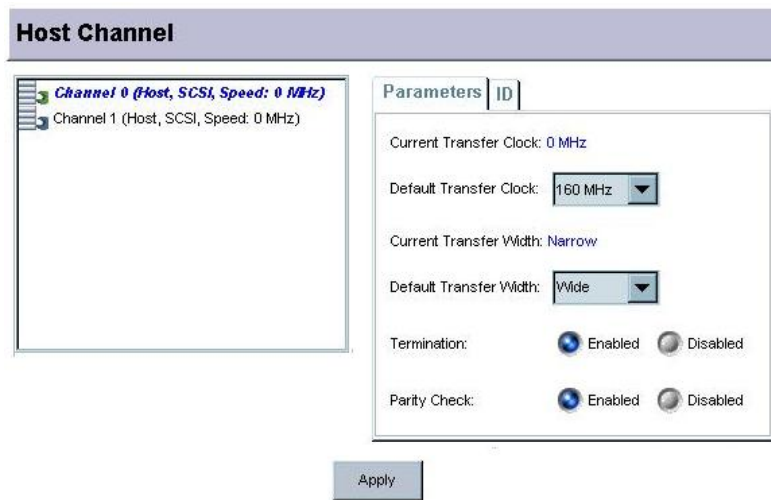 Host Channel
Channel 0 (Host, SCSI, Speed: 0 MHz)
Channel 1 (Host, SCSI, Speed: 0 MHz)
Parameters
ID
Current Transfer Clock: 0 MHz
Default Transfer Clock: 160 MHz
Current Transfer Width: Narrow
Default Transfer Width: Wide
Termination: Enabled Disabled
Parity Check: Enabled Disabled
Apply